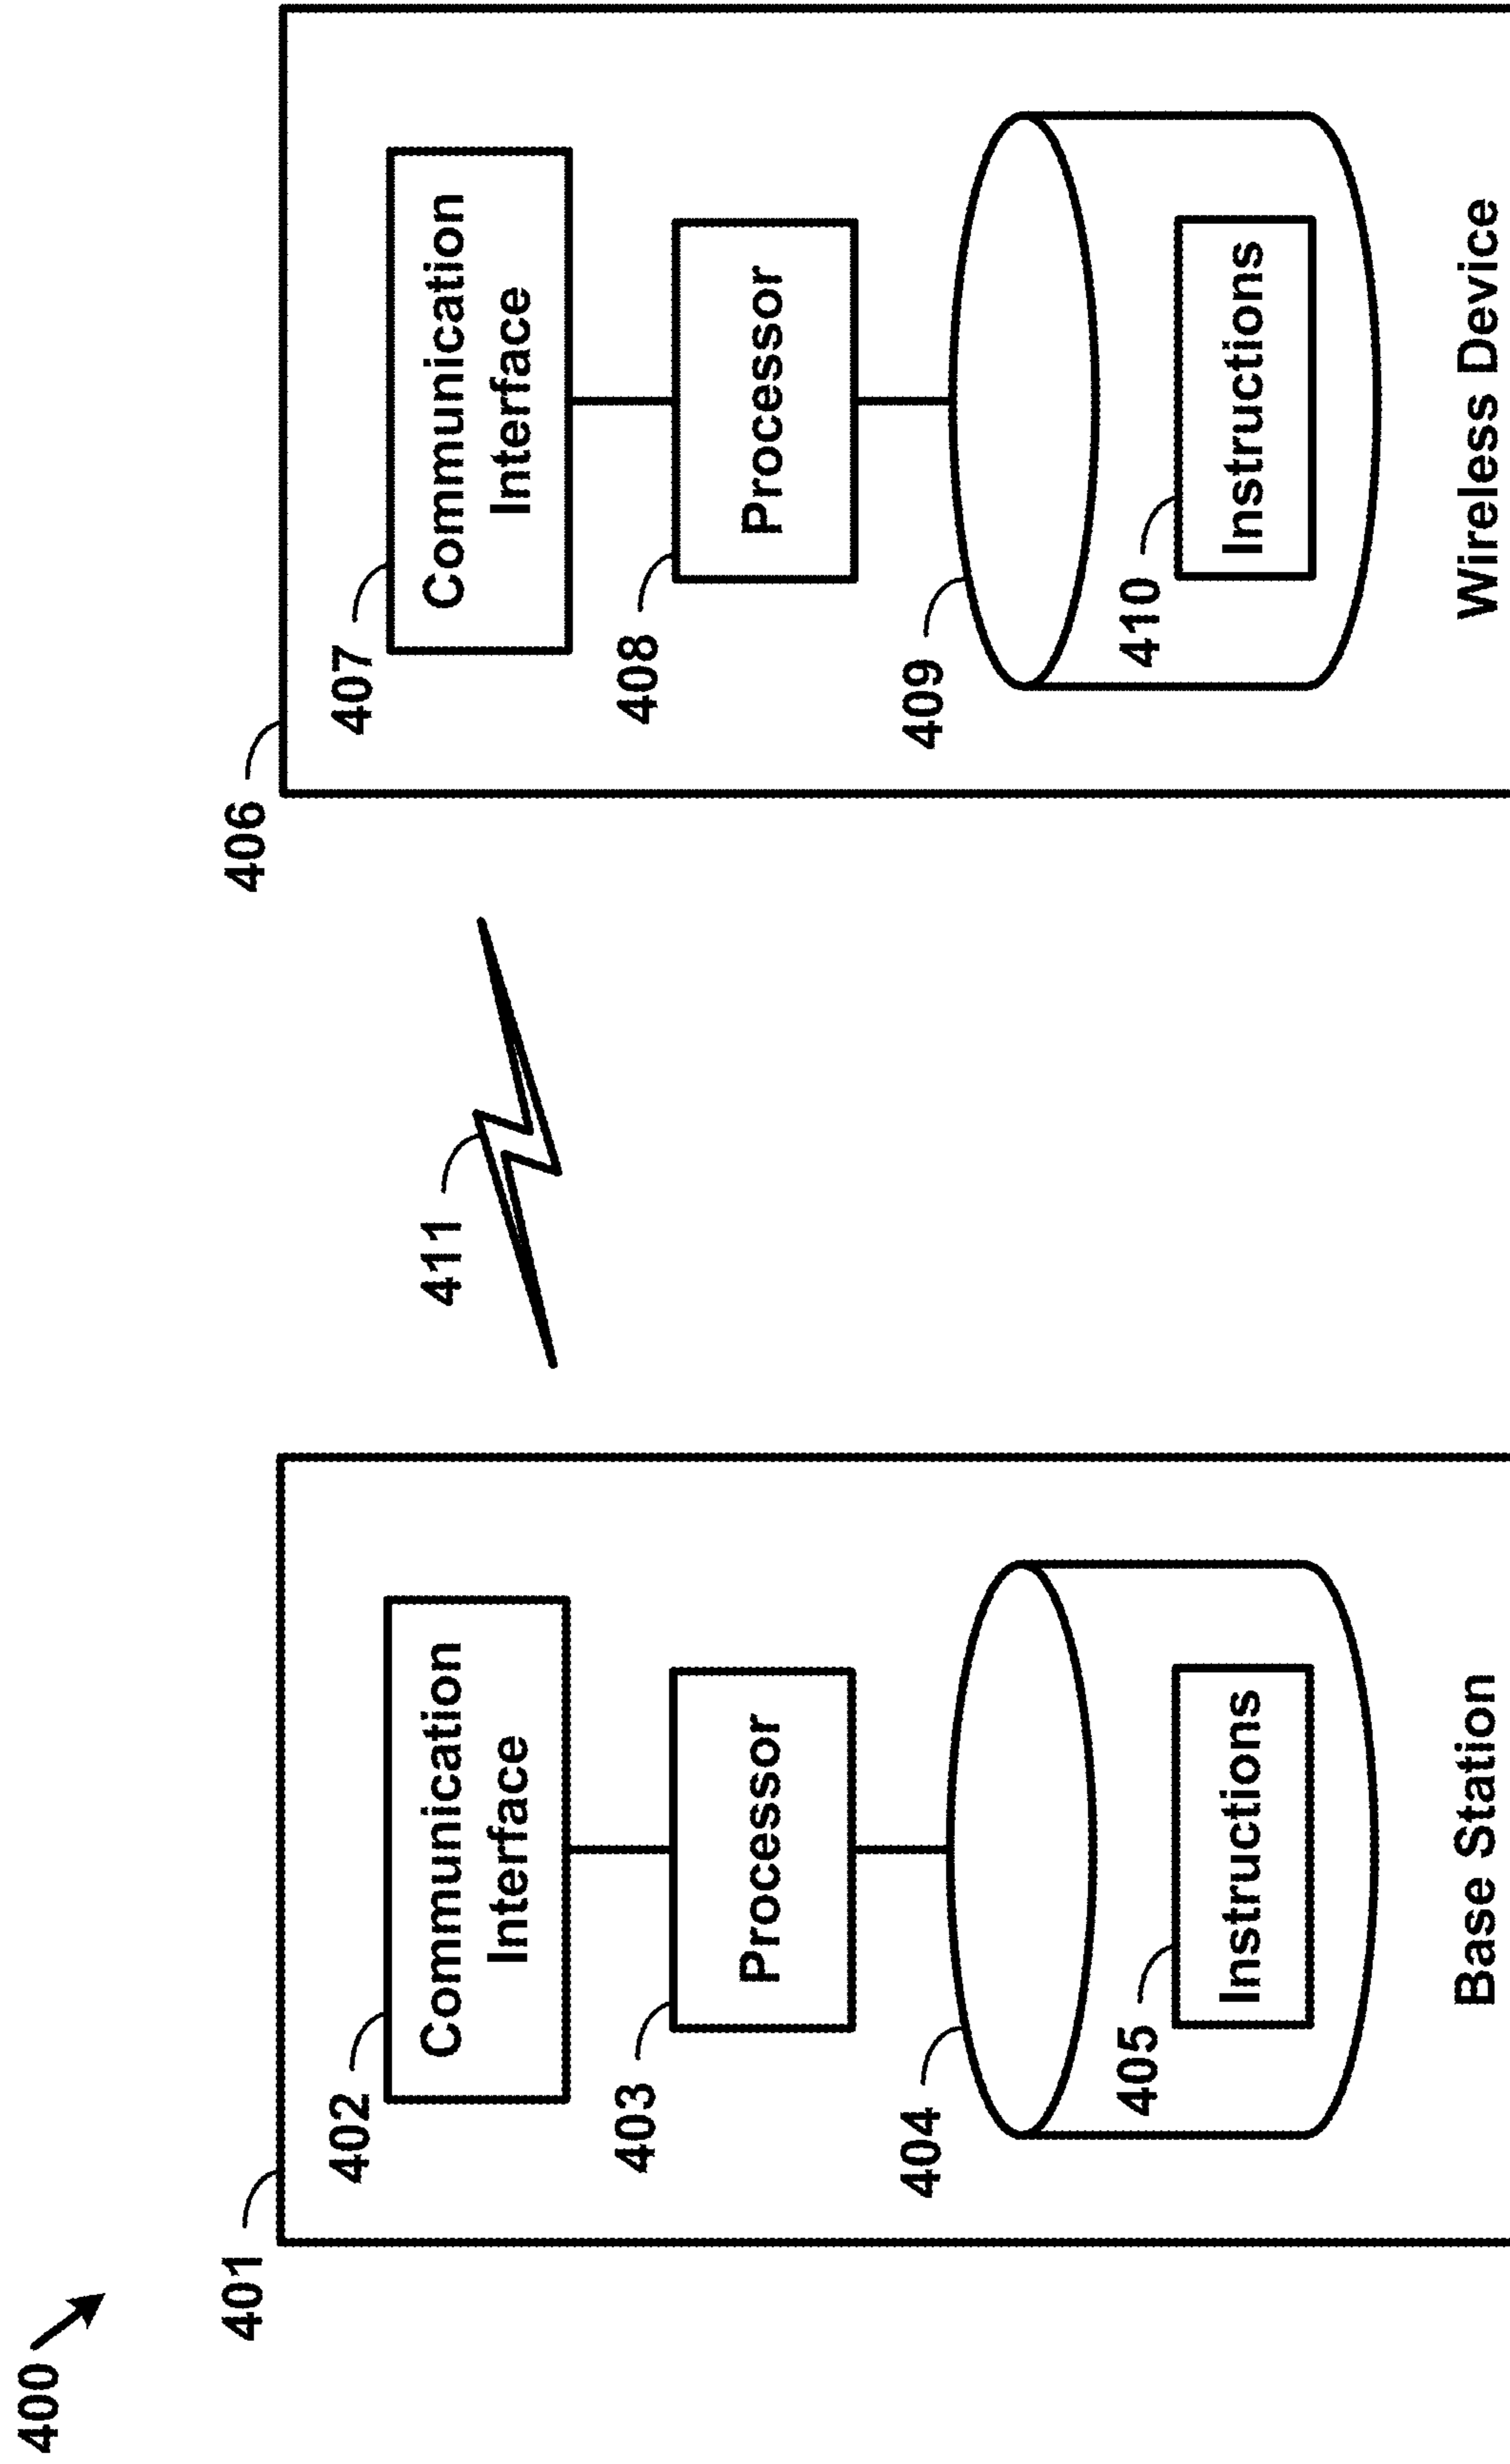 400
401
402
Communication
Interface
403
Processor
404
405
Instructions
Base Station
411
406
407
Communication
Interface
408
Processor
409
410
Instructions
Wireless Device